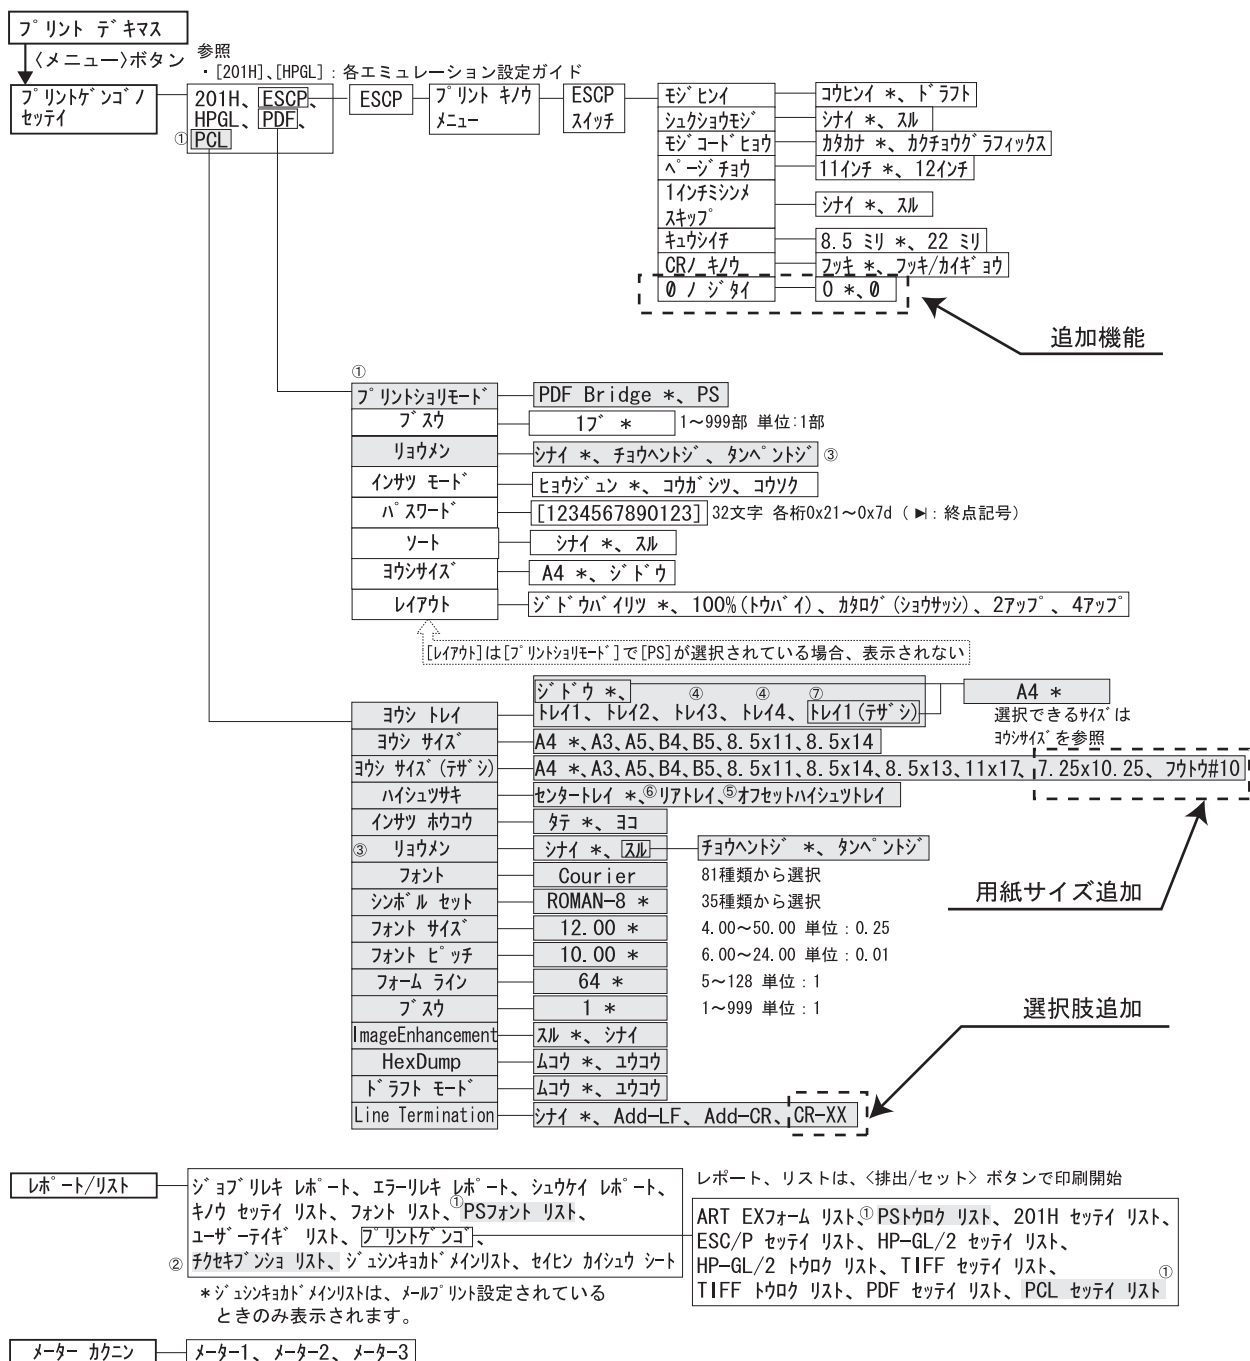 ﾌﾟﾘﾝﾄ ﾃﾞｷﾏｽ
〈メニュー〉ボタン
参照
・[201H]、[HPGL]：各エミュレーション設定ガイド
ﾌﾟﾘﾝﾄｹﾞﾝｺﾞﾉ
ｾｯﾃｲ
201H、ESCP、
HPGL、PDF、
①PCL
ESCP
ﾌﾟﾘﾝﾄ ｷﾉｳ
ﾒﾆｭｰ
ESCP
ｽｲｯﾁ
ﾓｼﾞﾋﾝｲ
ｺｳﾋﾝｲ *、ﾄﾞﾗﾌﾄ
ｼｭｸｼｮｳﾓｼﾞ
ｼﾅｲ *、ｽﾙ
ﾓｼﾞｺｰﾄﾞﾋｮｳ
ｶﾀｶﾅ *、ｶｸﾁｮｳｸﾞﾗﾌｨｯｸｽ
ﾍﾟｰｼﾞﾁｮｳ
11ｲﾝﾁ *、12ｲﾝﾁ
1ｲﾝﾁﾐｼﾝﾒ
ｽｷｯﾌﾟ
ｼﾅｲ *、ｽﾙ
ｷｭｳｼｲﾁ
8.5 ﾐﾘ *、22 ﾐﾘ
CRﾉ ｷﾉｳ
ﾌｯｷ *、ﾌｯｷ/ｶｲｷﾞｮｳ
0̸ ﾉ ｼﾞﾀｲ
0 *、0̸
追加機能
①
ﾌﾟﾘﾝﾄｼｮﾘﾓｰﾄﾞ
PDF Bridge *、PS
ﾌﾞｽｳ
1ﾌﾞ *
1～999部 単位:1部
ﾘｮｳﾒﾝ
ｼﾅｲ *、ﾁｮｳﾍﾝﾄｼﾞ、ﾀﾝﾍﾟﾝﾄｼﾞ ③
ｲﾝｻﾂ ﾓｰﾄﾞ
ﾋｮｳｼﾞｭﾝ *、ｺｳｶﾞｼﾂ、ｺｳｿｸ
ﾊﾟｽﾜｰﾄﾞ
[1234567890123]
32文字 各桁0x21～0x7d（ ▶|：終点記号）
ｿｰﾄ
ｼﾅｲ *、ｽﾙ
ﾖｳｼｻｲｽﾞ
A4 *、ｼﾞﾄﾞｳ
ﾚｲｱｳﾄ
ｼﾞﾄﾞｳﾊﾞｲﾘﾂ *、100%(ﾄｳﾊﾞｲ)、ｶﾀﾛｸﾞ(ｼｮｳｻｯｼ)、2ｱｯﾌﾟ、4ｱｯﾌﾟ
[ﾚｲｱｳﾄ]は[ﾌﾟﾘﾝﾄｼｮﾘﾓｰﾄﾞ]で[PS]が選択されている場合、表示されない
ﾖｳｼ ﾄﾚｲ
ｼﾞﾄﾞｳ *、
④ ④ ⑦
ﾄﾚｲ1、ﾄﾚｲ2、ﾄﾚｲ3、ﾄﾚｲ4、ﾄﾚｲ1(ﾃｻﾞｼ)
A4 *
選択できるｻｲｽﾞは
ﾖｳｼｻｲｽﾞを参照
ﾖｳｼ ｻｲｽﾞ
A4 *、A3、A5、B4、B5、8.5x11、8.5x14
ﾖｳｼ ｻｲｽﾞ(ﾃｻﾞｼ)
A4 *、A3、A5、B4、B5、8.5x11、8.5x14、8.5x13、11x17、7.25x10.25、ﾌｳﾄｳ#10
ﾊｲｼｭﾂｻｷ
ｾﾝﾀｰﾄﾚｲ *、⑥ﾘｱﾄﾚｲ、⑤ｵﾌｾｯﾄﾊｲｼｭﾂﾄﾚｲ
ｲﾝｻﾂ ﾎｳｺｳ
ﾀﾃ *、ﾖｺ
③ ﾘｮｳﾒﾝ
ｼﾅｲ *、ｽﾙ
ﾁｮｳﾍﾝﾄｼﾞ *、ﾀﾝﾍﾟﾝﾄｼﾞ
用紙サイズ追加
ﾌｫﾝﾄ
Courier
81種類から選択
ｼﾝﾎﾞﾙ ｾｯﾄ
ROMAN-8 *
35種類から選択
ﾌｫﾝﾄ ｻｲｽﾞ
12.00 *
4.00～50.00 単位：0.25
ﾌｫﾝﾄ ﾋﾟｯﾁ
10.00 *
6.00～24.00 単位：0.01
ﾌｫｰﾑ ﾗｲﾝ
64 *
5～128 単位：1
ﾌﾞｽｳ
1 *
1～999 単位：1
選択肢追加
ImageEnhancement
ｽﾙ *、ｼﾅｲ
HexDump
ﾑｺｳ *、ﾕｳｺｳ
ﾄﾞﾗﾌﾄ ﾓｰﾄﾞ
ﾑｺｳ *、ﾕｳｺｳ
Line Termination
ｼﾅｲ *、Add-LF、Add-CR、CR-XX
ﾚﾎﾟｰﾄ/ﾘｽﾄ
ｼﾞｮﾌﾞﾘﾚｷ ﾚﾎﾟｰﾄ、ｴﾗｰﾘﾚｷ ﾚﾎﾟｰﾄ、ｼｭｳｹｲ ﾚﾎﾟｰﾄ、
ｷﾉｳ ｾｯﾃｲ ﾘｽﾄ、ﾌｫﾝﾄ ﾘｽﾄ、①PSﾌｫﾝﾄ ﾘｽﾄ、
ﾕｰｻﾞｰﾃｲｷﾞ ﾘｽﾄ、ﾌﾟﾘﾝﾄｹﾞﾝｺﾞ、
② ﾁｸｾｷﾌﾞﾝｼｮ ﾘｽﾄ、ｼﾞｭｼﾝｷｮｶﾄﾞﾒｲﾝﾘｽﾄ、ｾｲﾋﾝ ｶｲｼｭｳ ｼｰﾄ
*ｼﾞｭｼﾝｷｮｶﾄﾞﾒｲﾝﾘｽﾄは、ﾒｰﾙﾌﾟﾘﾝﾄ設定されている
ときのみ表示されます。
レポート、リストは、〈排出/セット〉ボタンで印刷開始
ART EXﾌｫｰﾑ ﾘｽﾄ、①PSﾄｳﾛｸ ﾘｽﾄ、201H ｾｯﾃｲ ﾘｽﾄ、
ESC/P ｾｯﾃｲ ﾘｽﾄ、HP-GL/2 ｾｯﾃｲ ﾘｽﾄ、
HP-GL/2 ﾄｳﾛｸ ﾘｽﾄ、TIFF ｾｯﾃｲ ﾘｽﾄ、
TIFF ﾄｳﾛｸ ﾘｽﾄ、PDF ｾｯﾃｲ ﾘｽﾄ、PCL ｾｯﾃｲ ﾘｽﾄ①
ﾒｰﾀｰ ｶｸﾆﾝ
ﾒｰﾀｰ1、ﾒｰﾀｰ2、ﾒｰﾀｰ3